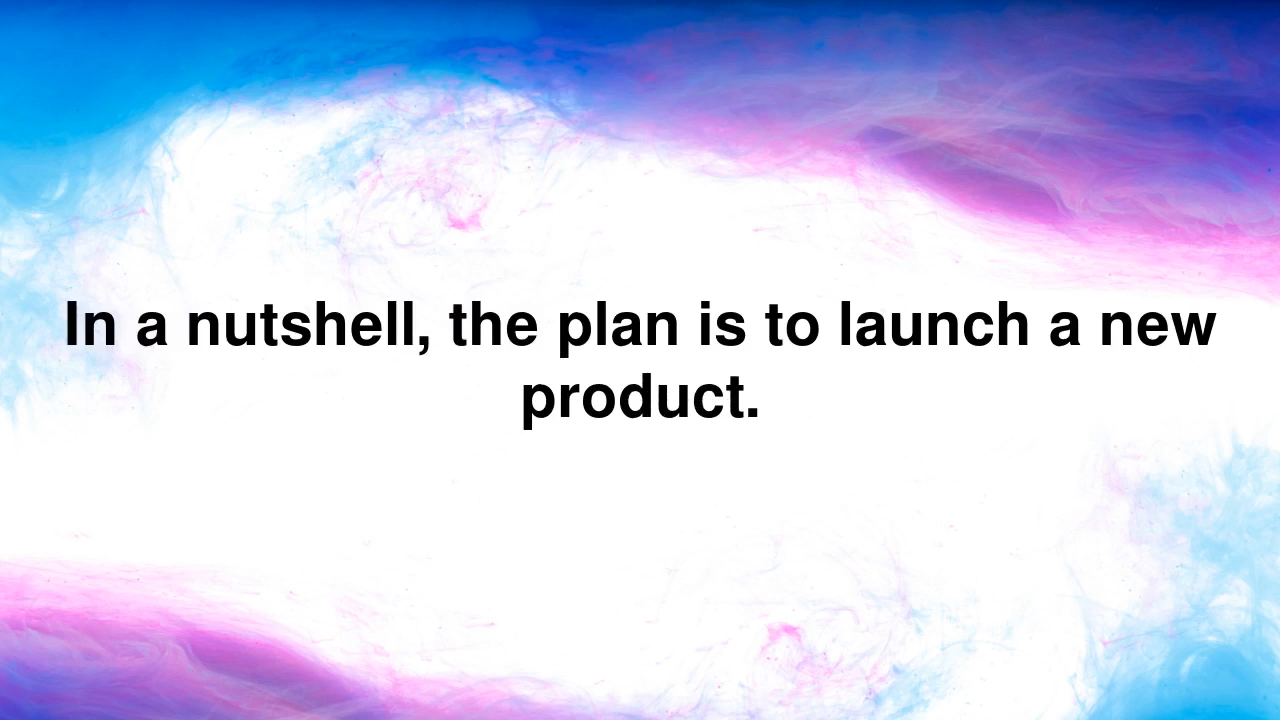 In a nutshell, the plan is to launch a new
product.